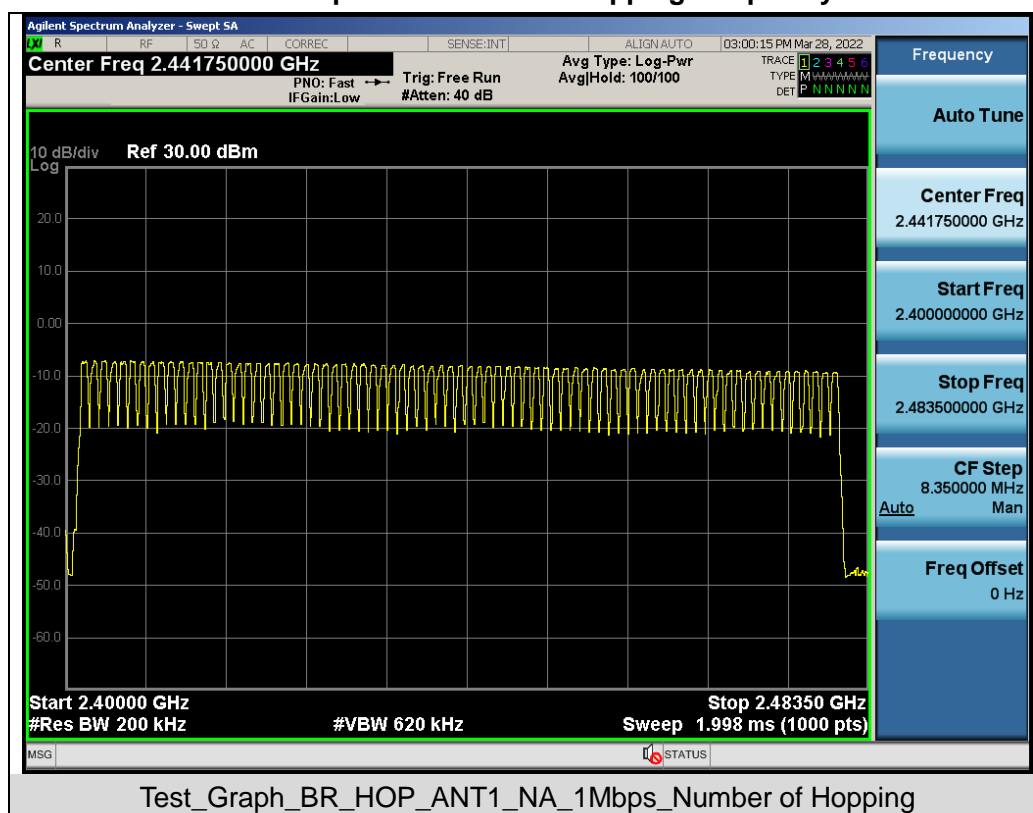 Agilent Spectrum Analyzer - Swept SA
LXI R RF 50 Ω AC CORREC SENSE:INT ALIGN AUTO 03:00:15 PM Mar 28, 2022
Center Freq 2.441750000 GHz
PNO: Fast
IFGain:Low
Trig: Free Run
#Atten: 40 dB
Avg Type: Log-Pwr
Avg|Hold: 100/100
TRACE 1 2 3 4 5 6
TYPE M
DET P N N N N N
10 dB/div Ref 30.00 dBm
Log
20.0
10.0
0.00
-10.0
-20.0
-30.0
-40.0
-50.0
-60.0
Start 2.40000 GHz Stop 2.48350 GHz
#Res BW 200 kHz #VBW 620 kHz Sweep 1.998 ms (1000 pts)
MSG STATUS
Frequency
Auto Tune
Center Freq
2.441750000 GHz
Start Freq
2.400000000 GHz
Stop Freq
2.483500000 GHz
CF Step
8.350000 MHz
Auto Man
Freq Offset
0 Hz
Test_Graph_BR_HOP_ANT1_NA_1Mbps_Number of Hopping